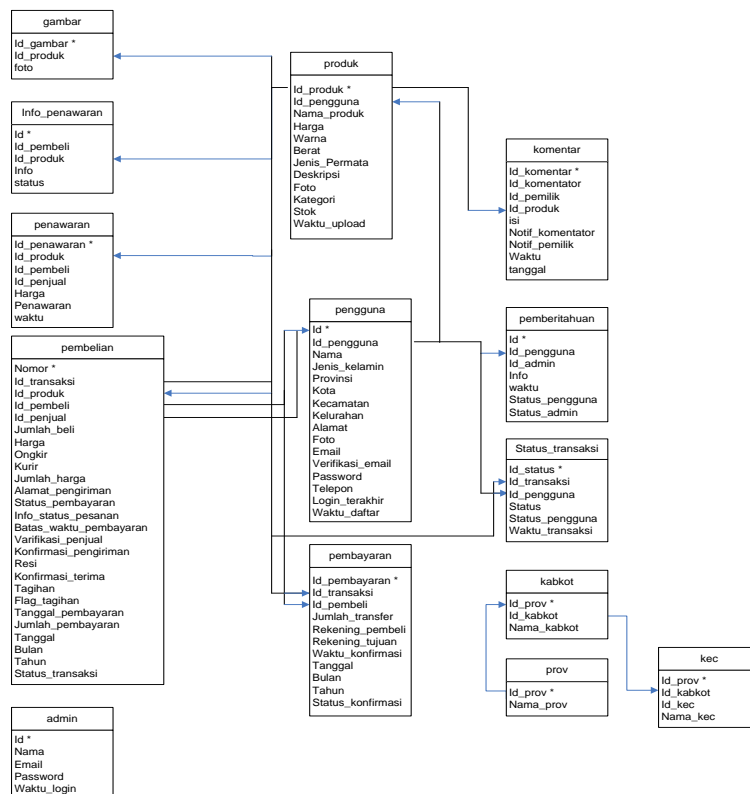 gambar
Id_gambar *
Id_produk
foto
Info_penawaran
Id *
Id_pembeli
Id_produk
Info
status
penawaran
Id_penawaran *
Id_produk
Id_pembeli
Id_penjual
Harga
Penawaran
waktu
pembelian
Nomor *
Id_transaksi
Id_produk
Id_pembeli
Id_penjual
Jumlah_beli
Harga
Ongkir
Kurir
Jumlah_harga
Alamat_pengiriman
Status_pembayaran
Info_status_pesanan
Batas_waktu_pembayaran
Varifikasi_penjual
Konfirmasi_pengiriman
Resi
Konfirmasi_terima
Tagihan
Flag_tagihan
Tanggal_pembayaran
Jumlah_pembayaran
Tanggal
Bulan
Tahun
Status_transaksi
admin
Id *
Nama
Email
Password
Waktu_login
produk
Id_produk *
Id_pengguna
Nama_produk
Harga
Warna
Berat
Jenis_Permata
Deskripsi
Foto
Kategori
Stok
Waktu_upload
pengguna
Id *
Id_pengguna
Nama
Jenis_kelamin
Provinsi
Kota
Kecamatan
Kelurahan
Alamat
Foto
Email
Verifikasi_email
Password
Telepon
Login_terakhir
Waktu_daftar
pembayaran
Id_pembayaran *
Id_transaksi
Id_pembeli
Jumlah_transfer
Rekening_pembeli
Rekening_tujuan
Waktu_konfirmasi
Tanggal
Bulan
Tahun
Status_konfirmasi
komentar
Id_komentar *
Id_komentator
Id_pemilik
Id_produk
isi
Notif_komentator
Notif_pemilik
Waktu
tanggal
pemberitahuan
Id *
Id_pengguna
Id_admin
Info
waktu
Status_pengguna
Status_admin
Status_transaksi
Id_status *
Id_transaksi
Id_pengguna
Status
Status_pengguna
Waktu_transaksi
kabkot
Id_prov *
Id_kabkot
Nama_kabkot
prov
Id_prov *
Nama_prov
kec
Id_prov *
Id_kabkot
Id_kec
Nama_kec